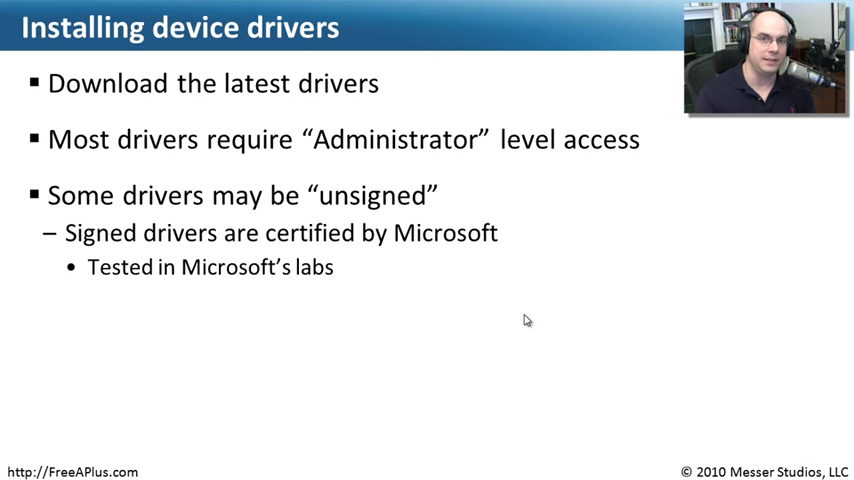 Installing device drivers
▪ Download the latest drivers
▪ Most drivers require “Administrator” level access
▪ Some drivers may be “unsigned”
– Signed drivers are certified by Microsoft
• Tested in Microsoft’s labs
http://FreeAPlus.com
© 2010 Messer Studios, LLC